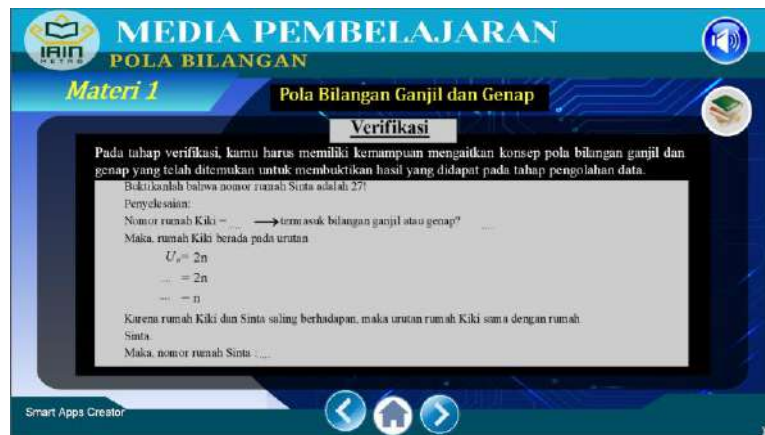 MEDIA PEMBELAJARAN
IAIN
METRO
POLA BILANGAN
Materi 1
Pola Bilangan Ganjil dan Genap
Verifikasi
Pada tahap verifikasi, kamu harus memiliki kemampuan mengaitkan konsep pola bilangan ganjil dan
genap yang telah ditemukan untuk membuktikan hasil yang didapat pada tahap pengolahan data.
Buktikanlah bahwa nomor rumah Sinta adalah 27!
Penyelesaian:
Nomor rumah Kiki = .... → termasuk bilangan ganjil atau genap? ....
Maka, rumah Kiki berada pada urutan
Uₙ = 2n
... = 2n
... = n
Karena rumah Kiki dan Sinta saling berhadapan, maka urutan rumah Kiki sama dengan rumah
Sinta.
Maka, nomor rumah Sinta : ....
Smart Apps Creator